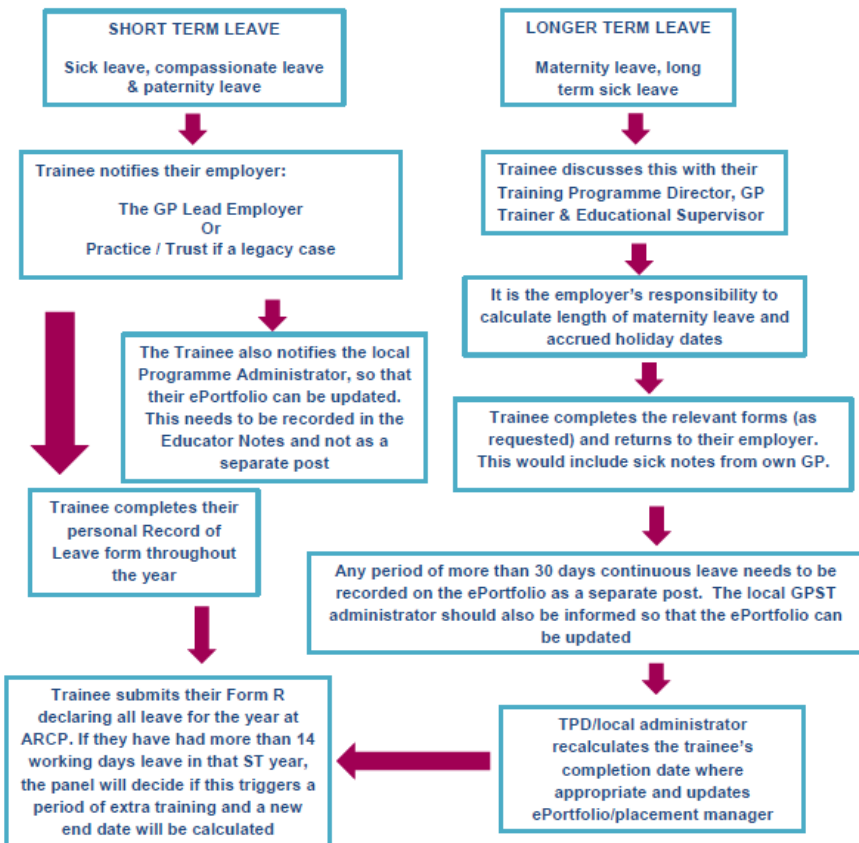 SHORT TERM LEAVE
Sick leave, compassionate leave
& paternity leave
Trainee notifies their employer:
The GP Lead Employer
Or
Practice / Trust if a legacy case
The Trainee also notifies the local
Programme Administrator, so that
their ePortfolio can be updated.
This needs to be recorded in the
Educator Notes and not as a
separate post
Trainee completes their
personal Record of
Leave form throughout
the year
Trainee submits their Form R
declaring all leave for the year at
ARCP. If they have had more than 14
working days leave in that ST year,
the panel will decide if this triggers a
period of extra training and a new
end date will be calculated
LONGER TERM LEAVE
Maternity leave, long
term sick leave
Trainee discusses this with their
Training Programme Director, GP
Trainer & Educational Supervisor
It is the employer's responsibility to
calculate length of maternity leave and
accrued holiday dates
Trainee completes the relevant forms (as
requested) and returns to their employer.
This would include sick notes from own GP.
Any period of more than 30 days continuous leave needs to be
recorded on the ePortfolio as a separate post.  The local GPST
administrator should also be informed so that the ePortfolio can
be updated
TPD/local administrator
recalculates the trainee's
completion date where
appropriate and updates
ePortfolio/placement manager